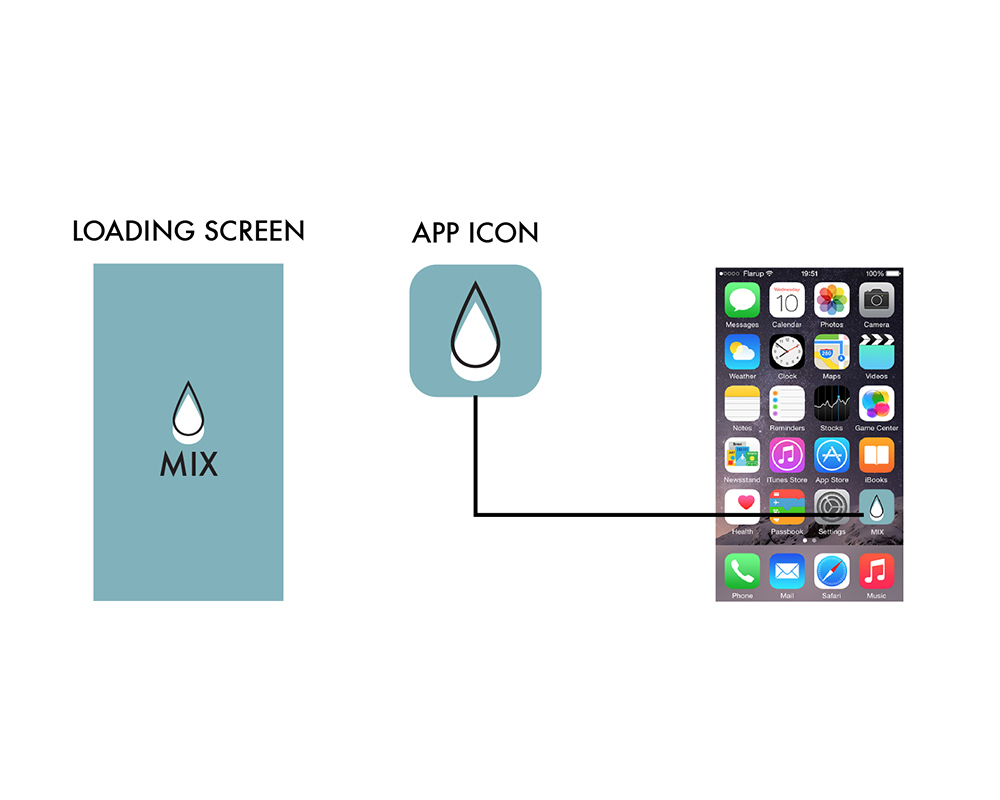 LOADING SCREEN
APP ICON
MIX
Flarup 19:51 100%
Messages Calendar Photos Camera
Wednesday
10
Weather Clock Maps Videos
280
Notes Reminders Stocks Game Center
Newsstand iTunes Store App Store iBooks
Health Passbook Settings MIX
Phone Mail Safari Music